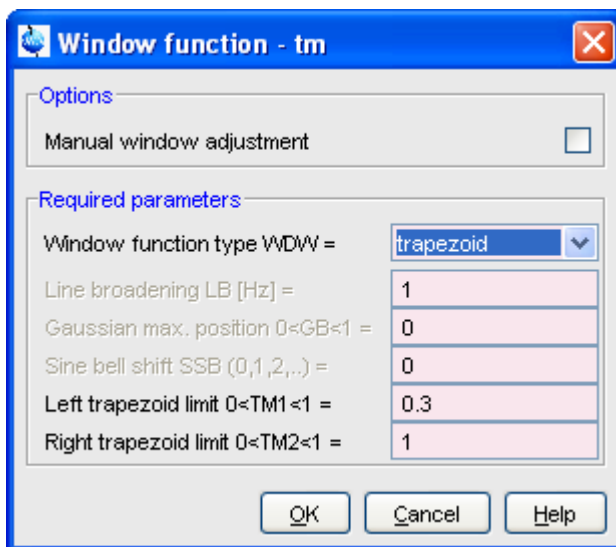 Window function - tm
Options
Manual window adjustment
Required parameters
Window function type WDW = trapezoid
Line broadening LB [Hz] = 1
Gaussian max. position 0<GB<1 = 0
Sine bell shift SSB (0,1,2,..) = 0
Left trapezoid limit 0<TM1<1 = 0.3
Right trapezoid limit 0<TM2<1 = 1
OK Cancel Help